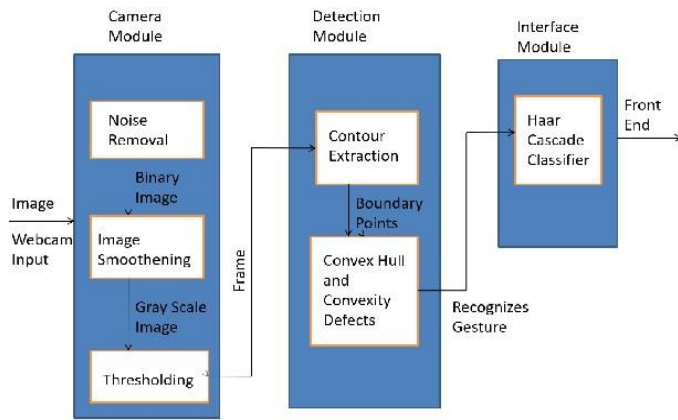 Camera
Module
Noise
Removal
Binary
Image
Image
Webcam
Input
Image
Smoothening
Gray Scale
Image
Thresholding
Frame
Detection
Module
Contour
Extraction
Boundary
Points
Convex Hull
and
Convexity
Defects
Recognizes
Gesture
Interface
Module
Haar
Cascade
Classifier
Front
End